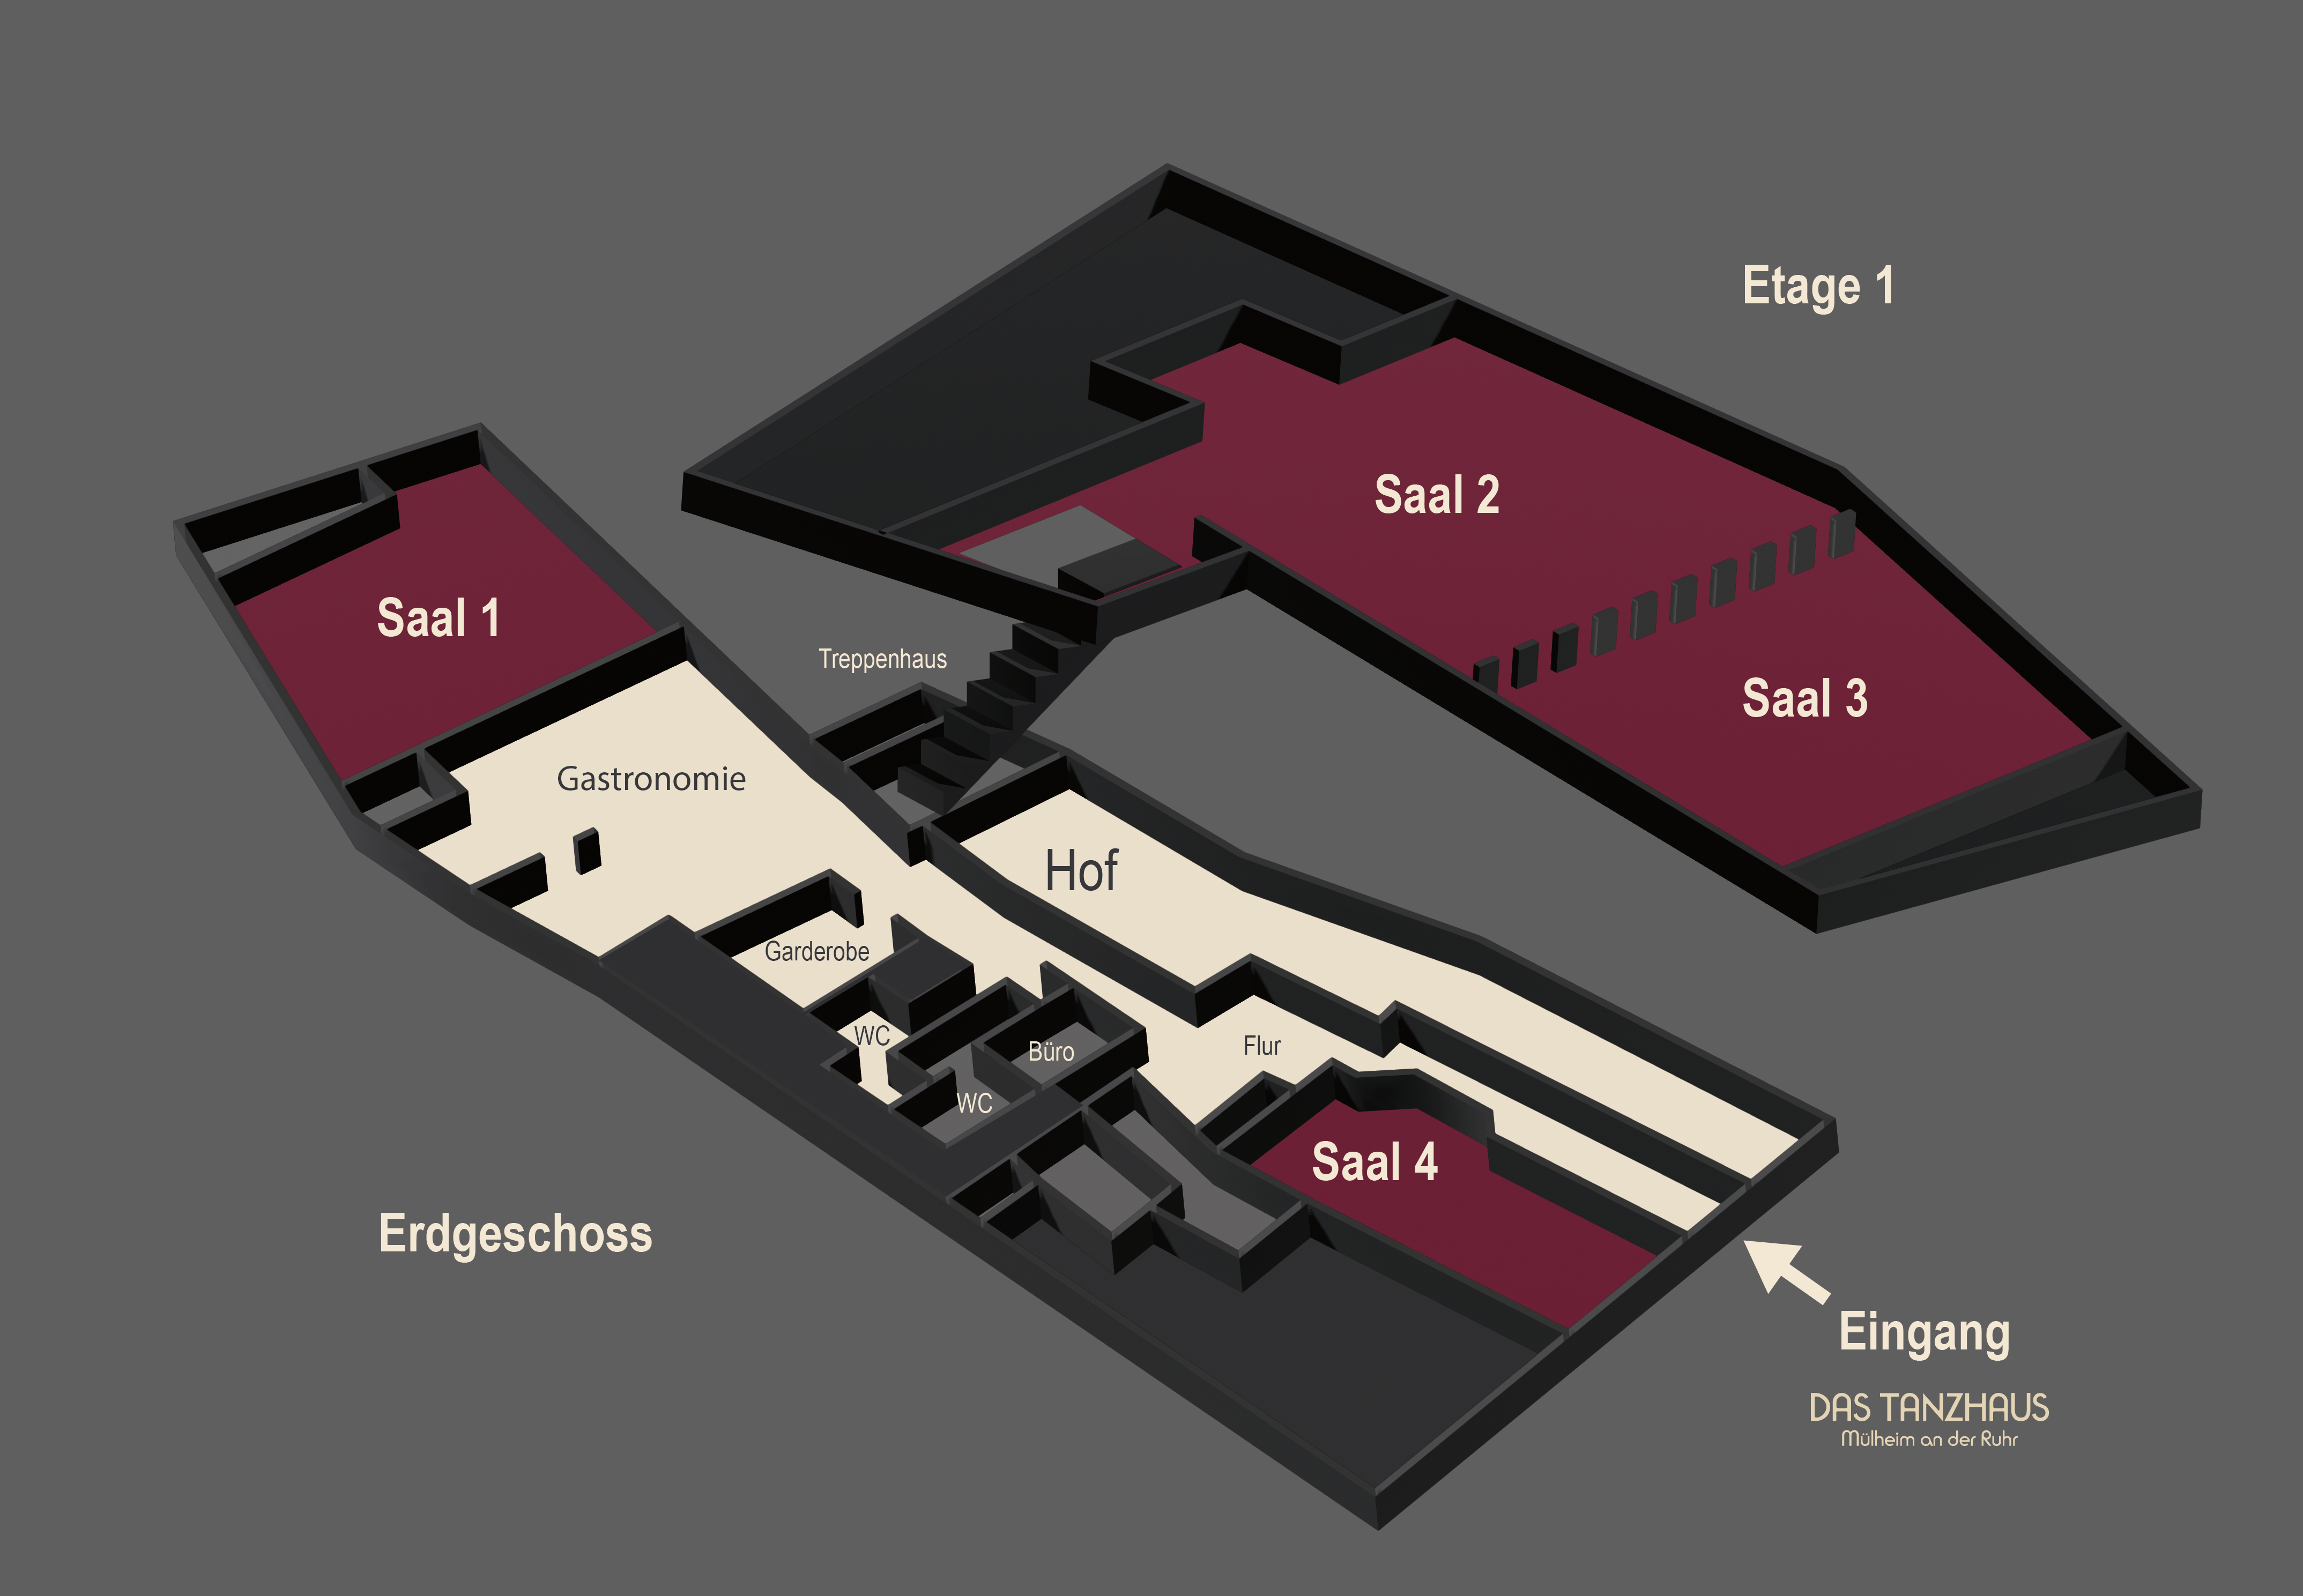 Etage 1
Saal 2
Saal 1
Treppenhaus
Saal 3
Gastronomie
Hof
Garderobe
WC
Büro
Flur
WC
Saal 4
Erdgeschoss
Eingang
DAS TANZHAUS
Mülheim an der Ruhr